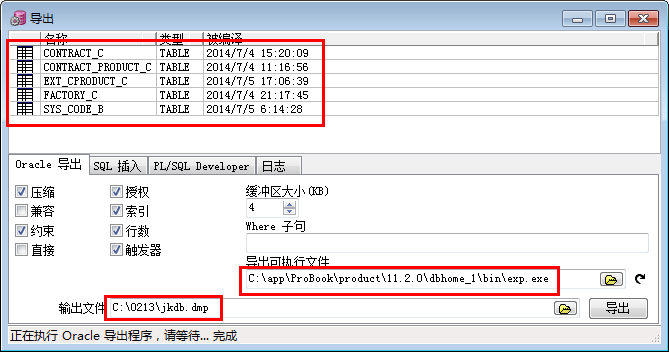 导出
名称 类型 被编译
CONTRACT_C TABLE 2014/7/4 15:20:09
CONTRACT_PRODUCT_C TABLE 2014/7/4 11:16:56
EXT_CPRODUCT_C TABLE 2014/7/5 17:06:39
FACTORY_C TABLE 2014/7/4 21:17:45
SYS_CODE_B TABLE 2014/7/5 6:14:28
Oracle 导出 SQL 插入 PL/SQL Developer 日志
压缩 授权 缓冲区大小(KB)
兼容 索引 4
约束 行数 Where 子句
直接 触发器
导出可执行文件
C:\app\ProBook\product\11.2.0\dbhome_1\bin\exp.exe
输出文件 C:\0213\jkdb.dmp 导出
正在执行 Oracle 导出程序，请等待... 完成